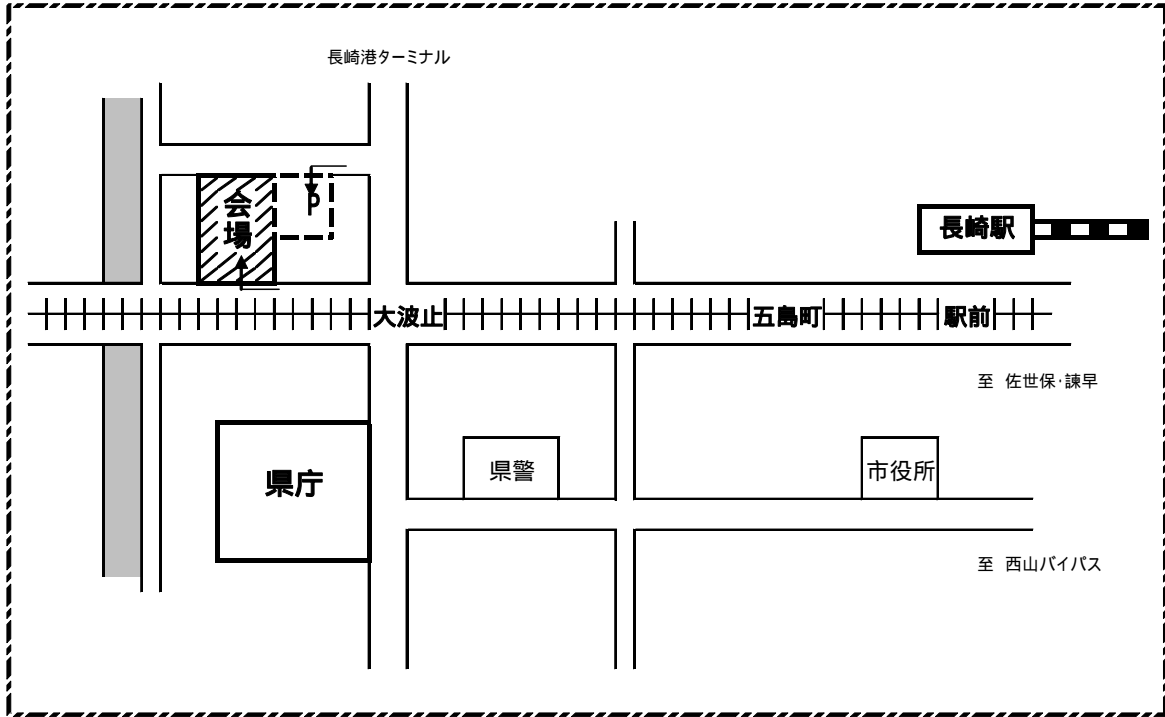 長崎港ターミナル
会場
P
長崎駅
大波止
五島町
駅前
至 佐世保・諫早
県庁
県警
市役所
至 西山バイパス